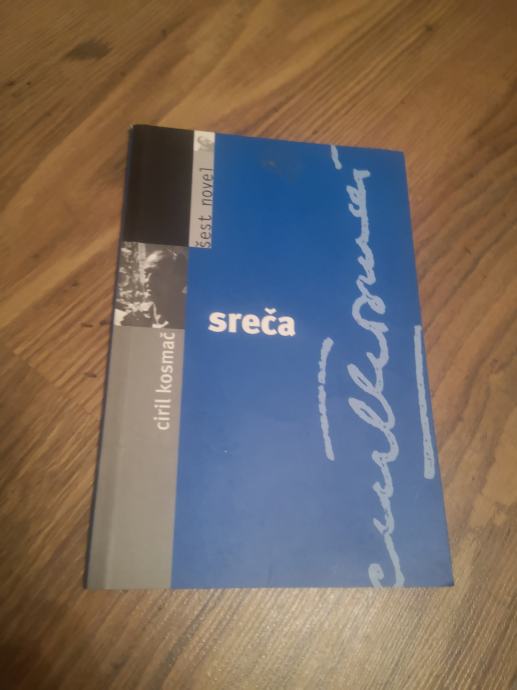 šest novel
sreča
ciril kosmač